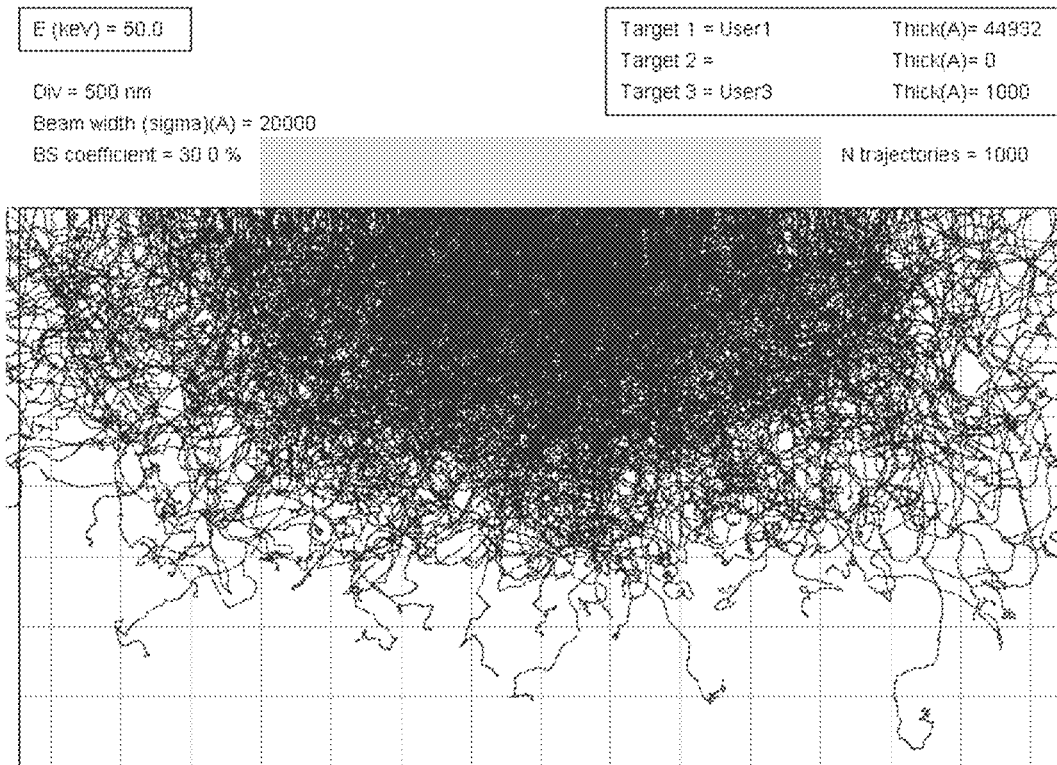 E (keV) = 50.0
Target 1 = User1 Thick(A)= 44932
Target 2 = Thick(A)= 0
Target 3 = User3 Thick(A)= 1000
Div = 500 nm
Beam width (sigma)(A) = 20000
BS coefficient = 30.0 %
N trajectories = 1000